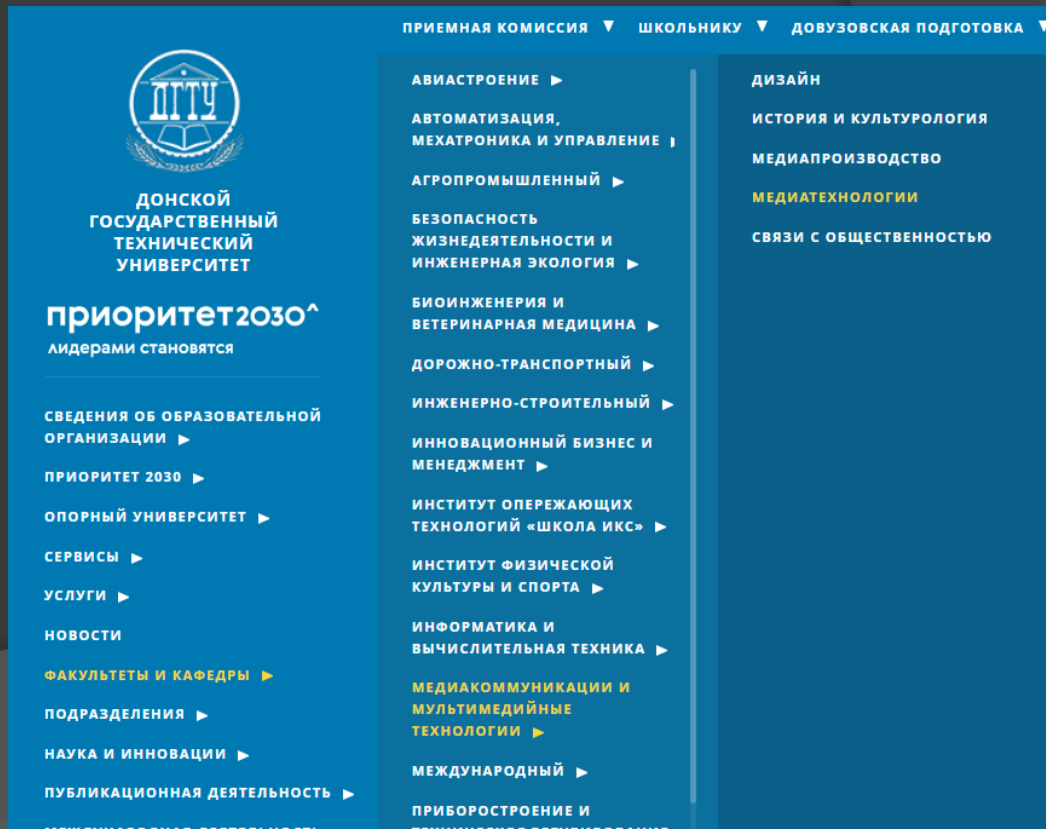 ПРИЕМНАЯ КОМИССИЯ ▼ ШКОЛЬНИКУ ▼ ДОВУЗОВСКАЯ ПОДГОТОВКА ▼
ДГТУ
ДОНСКОЙ
ГОСУДАРСТВЕННЫЙ
ТЕХНИЧЕСКИЙ
УНИВЕРСИТЕТ
приоритет2030^
лидерами становятся
СВЕДЕНИЯ ОБ ОБРАЗОВАТЕЛЬНОЙ
ОРГАНИЗАЦИИ ▶
ПРИОРИТЕТ 2030 ▶
ОПОРНЫЙ УНИВЕРСИТЕТ ▶
СЕРВИСЫ ▶
УСЛУГИ ▶
НОВОСТИ
ФАКУЛЬТЕТЫ И КАФЕДРЫ ▶
ПОДРАЗДЕЛЕНИЯ ▶
НАУКА И ИННОВАЦИИ ▶
ПУБЛИКАЦИОННАЯ ДЕЯТЕЛЬНОСТЬ ▶
АВИАСТРОЕНИЕ ▶
АВТОМАТИЗАЦИЯ,
МЕХАТРОНИКА И УПРАВЛЕНИЕ
АГРОПРОМЫШЛЕННЫЙ ▶
БЕЗОПАСНОСТЬ
ЖИЗНЕДЕЯТЕЛЬНОСТИ И
ИНЖЕНЕРНАЯ ЭКОЛОГИЯ ▶
БИОИНЖЕНЕРИЯ И
ВЕТЕРИНАРНАЯ МЕДИЦИНА ▶
ДОРОЖНО-ТРАНСПОРТНЫЙ ▶
ИНЖЕНЕРНО-СТРОИТЕЛЬНЫЙ ▶
ИННОВАЦИОННЫЙ БИЗНЕС И
МЕНЕДЖМЕНТ ▶
ИНСТИТУТ ОПЕРЕЖАЮЩИХ
ТЕХНОЛОГИЙ «ШКОЛА ИКС» ▶
ИНСТИТУТ ФИЗИЧЕСКОЙ
КУЛЬТУРЫ И СПОРТА ▶
ИНФОРМАТИКА И
ВЫЧИСЛИТЕЛЬНАЯ ТЕХНИКА ▶
МЕДИАКОММУНИКАЦИИ И
МУЛЬТИМЕДИЙНЫЕ
ТЕХНОЛОГИИ ▶
МЕЖДУНАРОДНЫЙ ▶
ПРИБОРОСТРОЕНИЕ И
ДИЗАЙН
ИСТОРИЯ И КУЛЬТУРОЛОГИЯ
МЕДИАПРОИЗВОДСТВО
МЕДИАТЕХНОЛОГИИ
СВЯЗИ С ОБЩЕСТВЕННОСТЬЮ